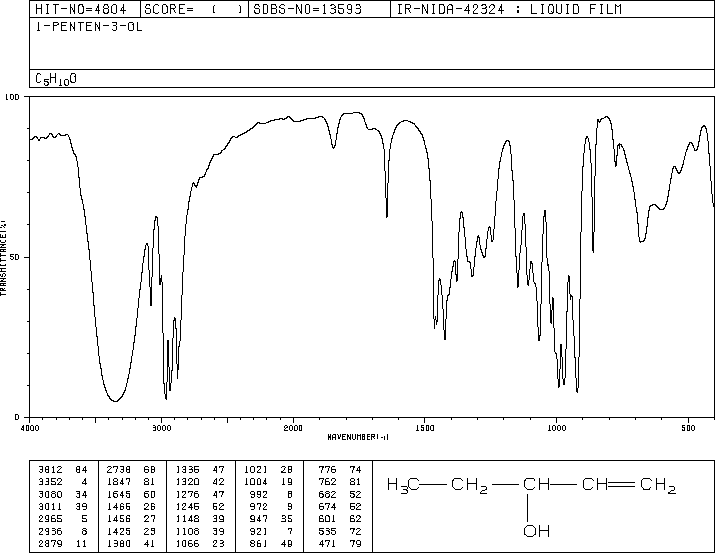 HIT-NO=4804 SCORE= ( ) SDBS-NO=13593 IR-NIDA-42324 : LIQUID FILM
1-PENTEN-3-OL
C5H10O
100
50
0
TRANSMITTANCE(%)
4000 3000 2000 1500 1000 500
WAVENUMBER(-1)
3812 84 2738 68 1336 47 1021 28 776 74
3352 4 1847 81 1320 42 1004 19 762 81
3080 34 1645 60 1276 47 992 8 682 52
3011 39 1465 26 1245 52 972 9 674 52
2965 5 1456 27 1148 39 947 35 601 62
2936 8 1425 23 1108 39 921 7 535 72
2879 11 1380 41 1066 23 861 49 471 79
H3C CH2 CH CH CH2
OH